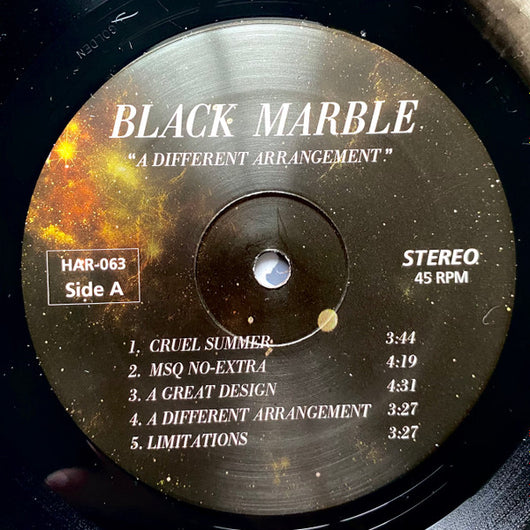 GOLDEN
BLACK MARBLE
“A DIFFERENT ARRANGEMENT.”
HAR-063
Side A
STEREO
45 RPM
1. CRUEL SUMMER 3:44
2. MSQ NO-EXTRA 4:19
3. A GREAT DESIGN 4:31
4. A DIFFERENT ARRANGEMENT 3:27
5. LIMITATIONS 3:27